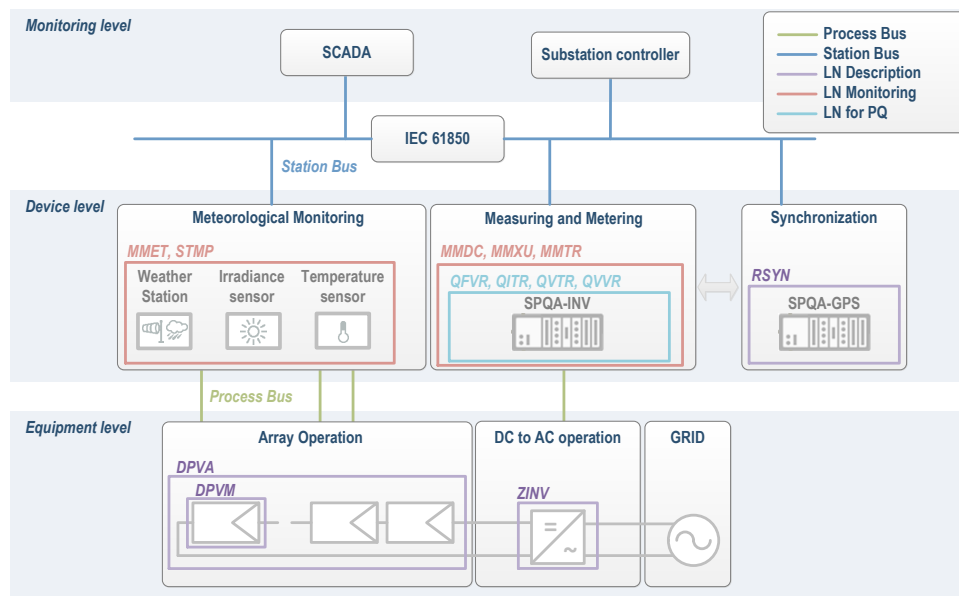 Monitoring level
SCADA
Substation controller
Process Bus
Station Bus
LN Description
LN Monitoring
LN for PQ
IEC 61850
Station Bus
Device level
Meteorological Monitoring
Measuring and Metering
Synchronization
MMET, STMP
MMDC, MMXU, MMTR
RSYN
Weather
Station
Irradiance
sensor
Temperature
sensor
QFVR, QITR, QVTR, QVVR
SPQA-INV
SPQA-GPS
Process Bus
Equipment level
Array Operation
DC to AC operation
GRID
DPVA
DPVM
ZINV